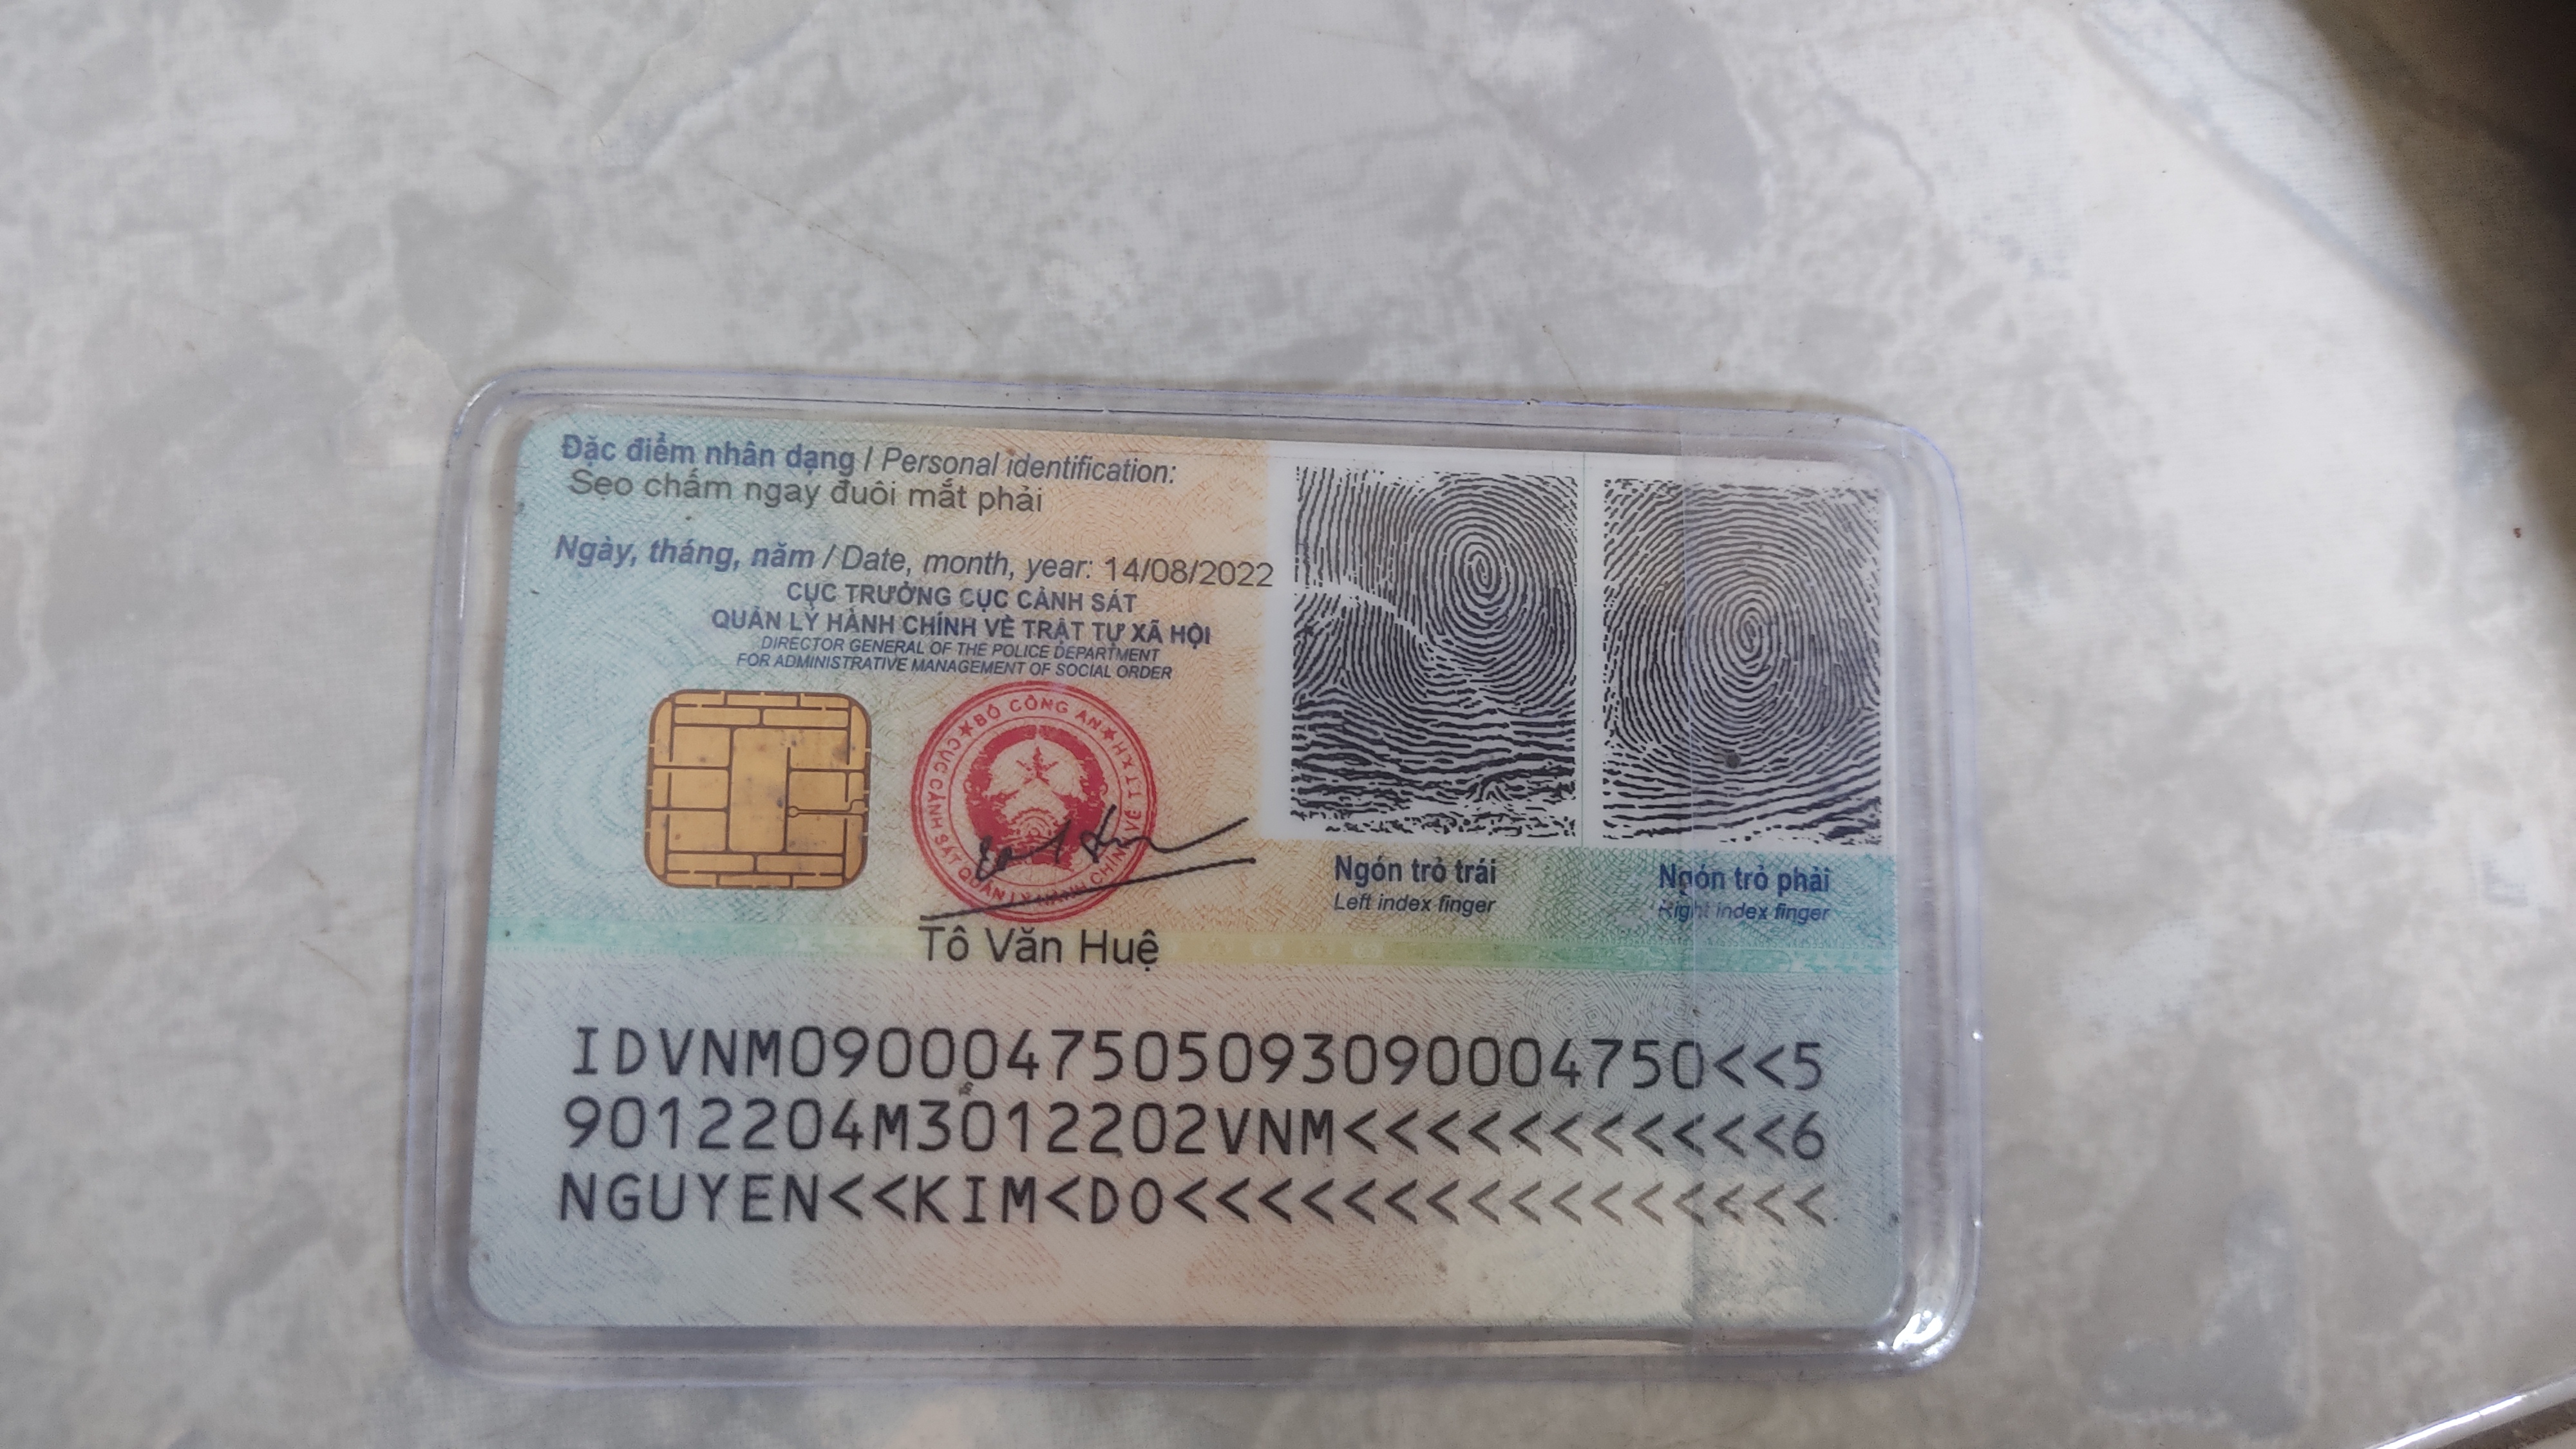 Đặc điểm nhân dạng / Personal identification:
Sẹo chấm ngay đuôi mắt phải
Ngày, tháng, năm / Date, month, year: 14/08/2022
CỤC TRƯỞNG CỤC CẢNH SÁT
QUẢN LÝ HÀNH CHÍNH VỀ TRẬT TỰ XÃ HỘI
DIRECTOR GENERAL OF THE POLICE DEPARTMENT
FOR ADMINISTRATIVE MANAGEMENT OF SOCIAL ORDER
★ BỘ CÔNG AN ★
CỤC CẢNH SÁT QUẢN LÝ HÀNH CHÍNH VỀ TTXH
Tô Văn Huệ
Ngón trỏ trái
Left index finger
Ngón trỏ phải
Right index finger
IDVNM0900047505093090004750<<5
9012204M3012202VNM<<<<<<<<<<<6
NGUYEN<<KIM<DO<<<<<<<<<<<<<<<<